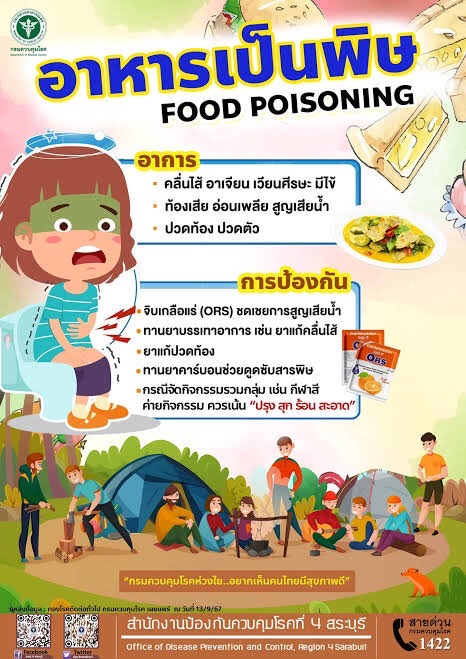 กรมควบคุมโรค
Department of Disease Control
อาหารเป็นพิษ
FOOD POISONING
อาการ
▪ คลื่นไส้ อาเจียน เวียนศีรษะ มีไข้
▪ ท้องเสีย อ่อนเพลีย สูญเสียน้ำ
▪ ปวดท้อง ปวดตัว
การป้องกัน
•จิบเกลือแร่ (ORS) ชดเชยการสูญเสียน้ำ
•ทานยาบรรเทาอาการ เช่น ยาแก้คลื่นไส้
•ยาแก้ปวดท้อง
•ทานยาคาร์บอนช่วยดูดซับสารพิษ
•กรณีจัดกิจกรรมรวมกลุ่ม เช่น กีฬาสี
ค่ายกิจกรรม ควรเน้น “ปรุง สุก ร้อน สะอาด”
ORS
“กรมควบคุมโรคห่วงใย..อยากเห็นคนไทยมีสุขภาพดี”
แหล่งข้อมูล : กองโรคติดต่อทั่วไป กรมควบคุมโรค เผยแพร่ ณ วันที่ 13/9/67
Facebook
Twitter
สำนักงานป้องกันควบคุมโรคที่ 4 สระบุรี
Office of Disease Prevention and Control, Region 4 Saraburi
สายด่วน
กรมควบคุมโรค
1422